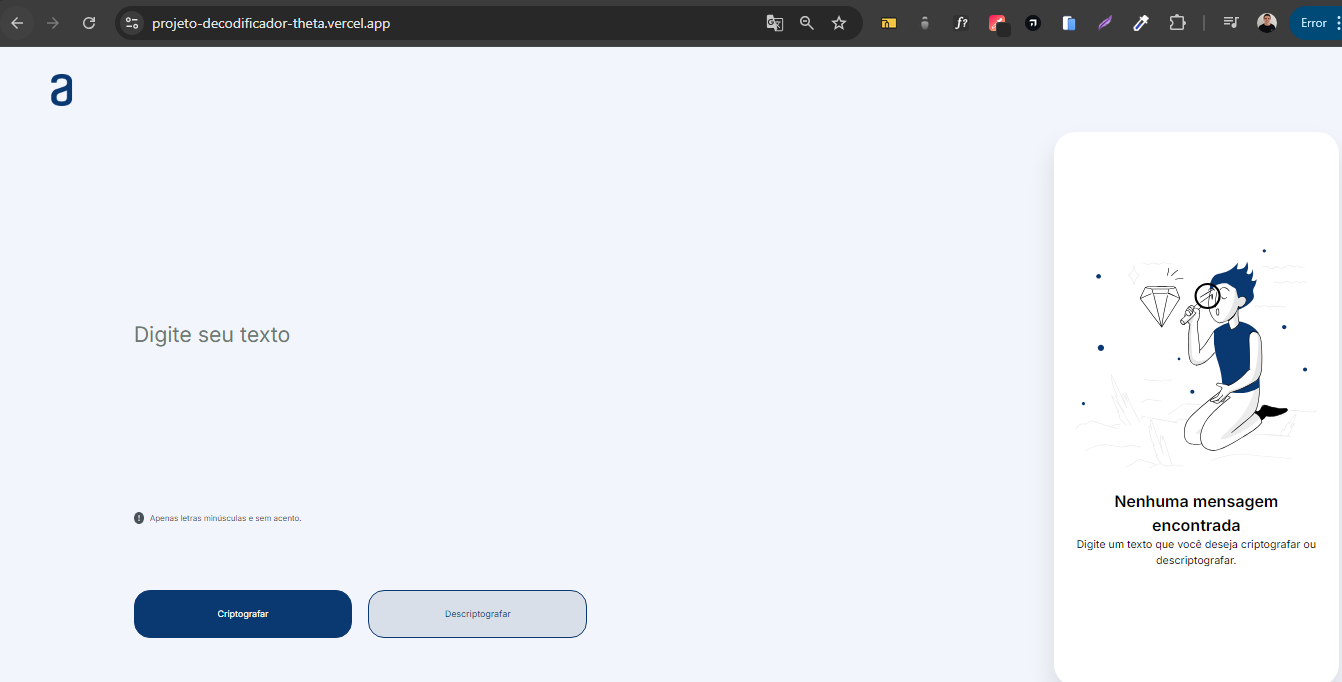 projeto-decodificador-theta.vercel.app
Error
a
Digite seu texto
Apenas letras minúsculas e sem acento.
Criptografar
Descriptografar
Nenhuma mensagem
encontrada
Digite um texto que você deseja criptografar ou
descriptografar.